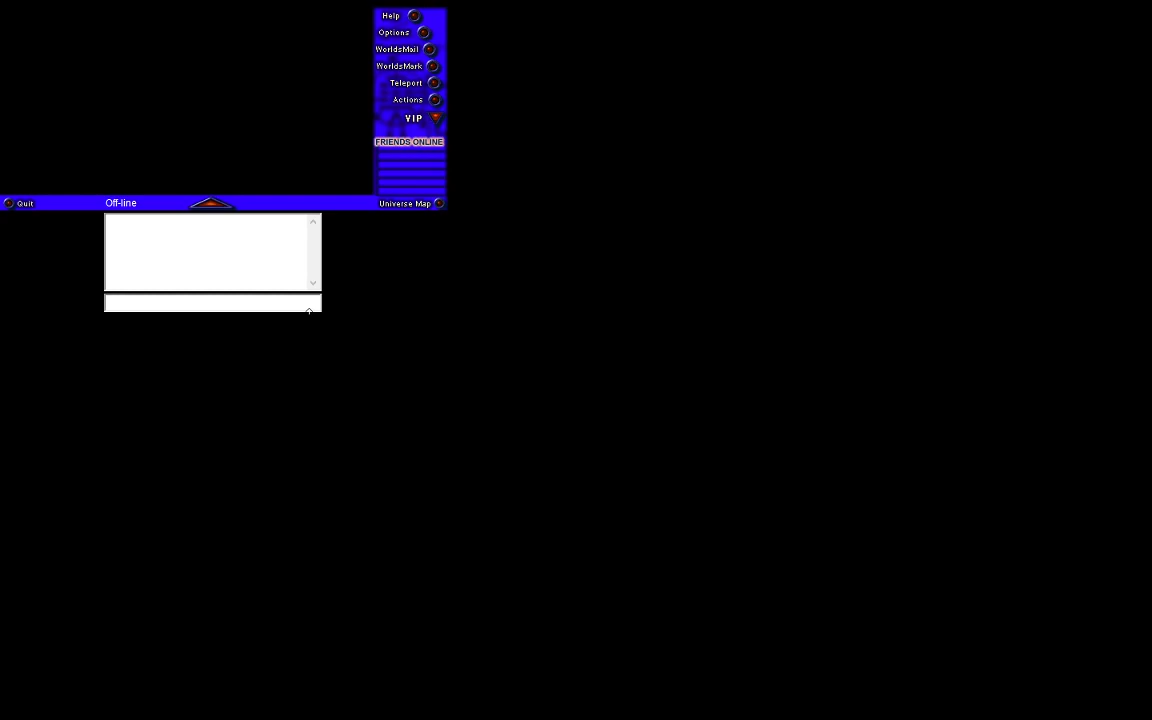 Help
Options
WorldsMail
WorldsMark
Teleport
Actions
VIP
FRIENDS ONLINE
Quit
Off-line
Universe Map